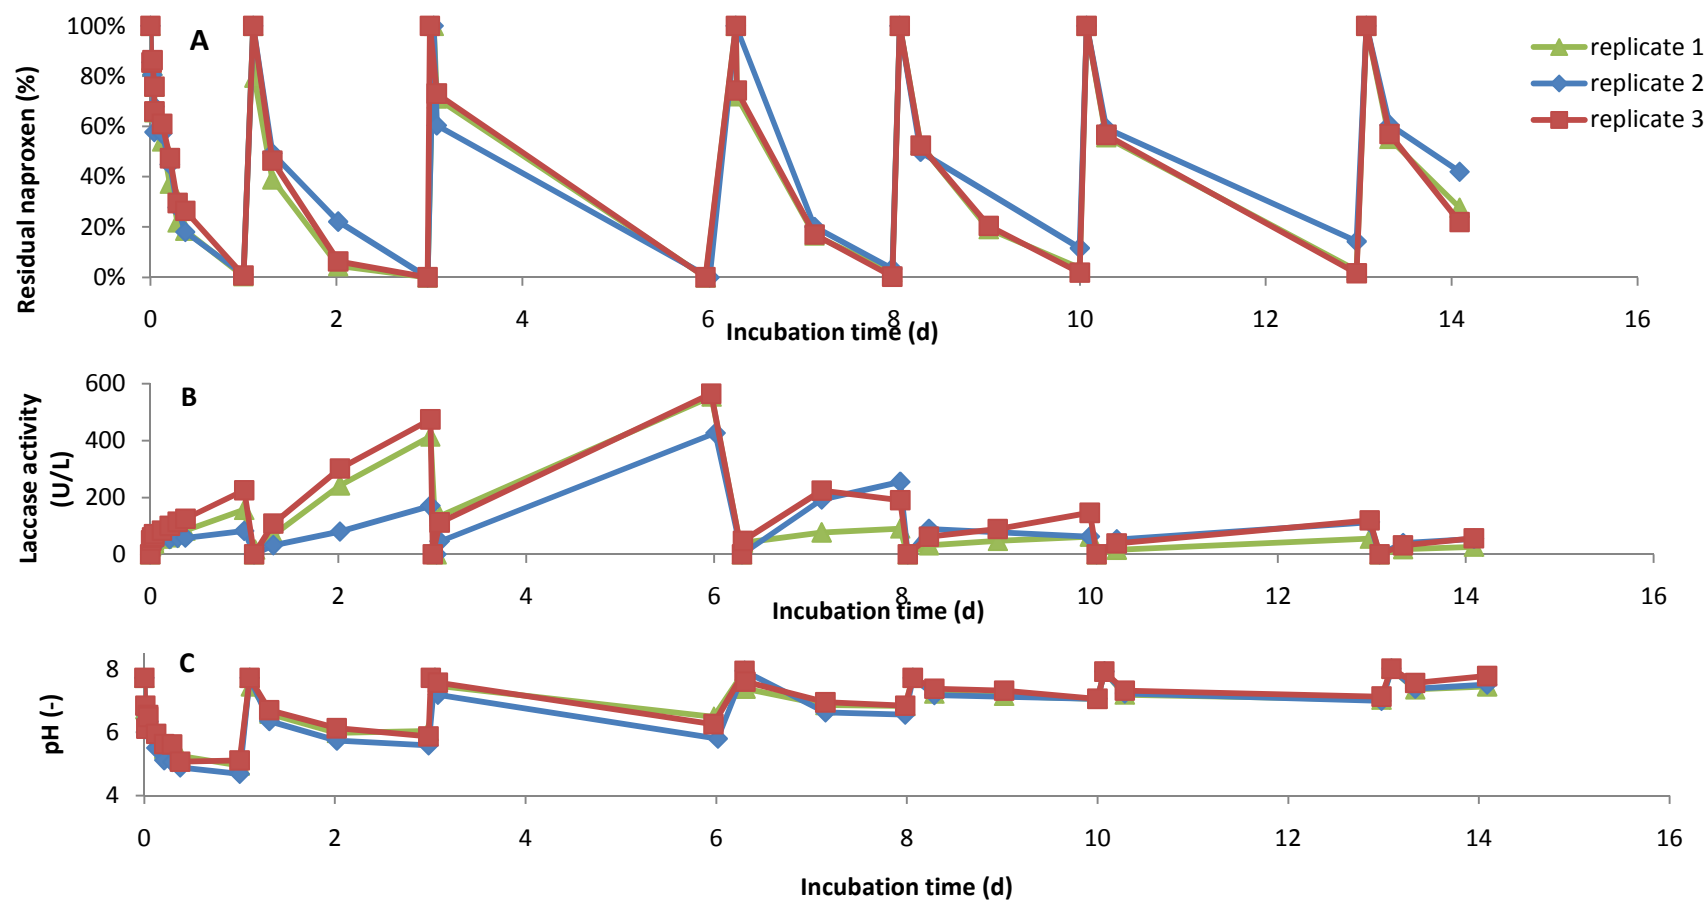 A
100%
80%
60%
40%
20%
0%
Residual naproxen (%)
0 2 4 6 8 10 12 14 16
Incubation time (d)
replicate 1
replicate 2
replicate 3
B
600
400
200
0
Laccase activity
(U/L)
0 2 4 6 8 10 12 14 16
Incubation time (d)
C
8
6
4
pH (-)
0 2 4 6 8 10 12 14 16
Incubation time (d)